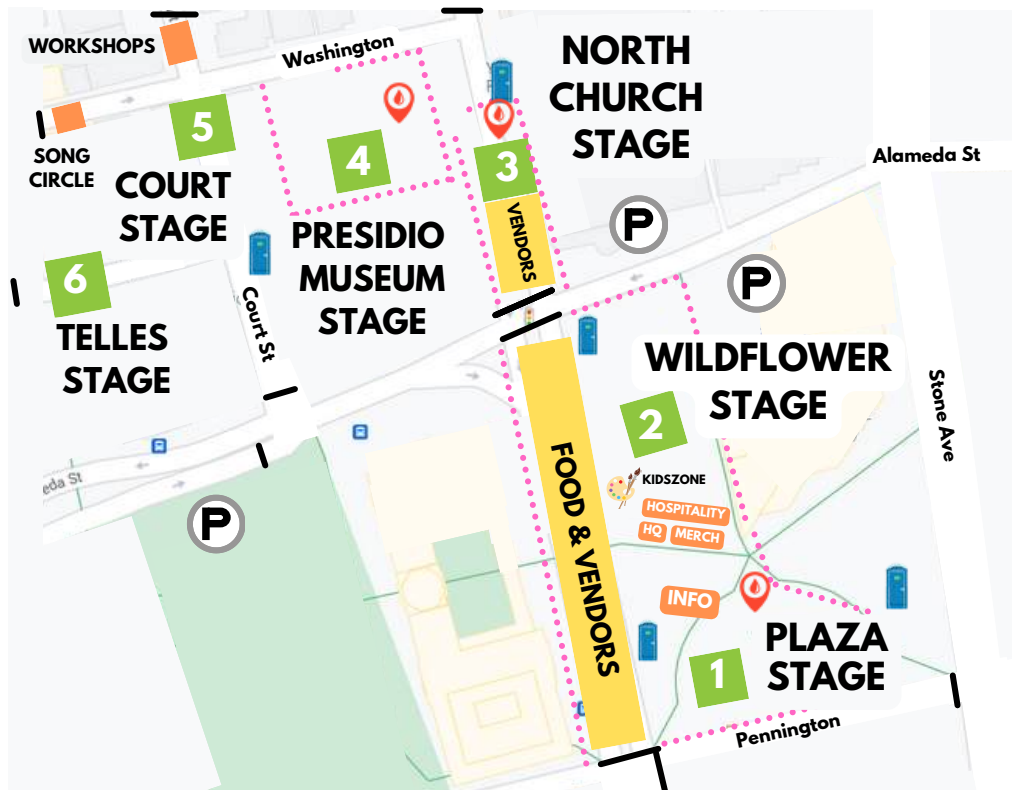 WORKSHOPS
Washington
NORTH
CHURCH
STAGE
5
4
3
SONG
CIRCLE
COURT
STAGE
Alameda St
VENDORS
P
PRESIDIO
MUSEUM
STAGE
6
P
Court St
TELLES
STAGE
WILDFLOWER
STAGE
Stone Ave
2
FOOD & VENDORS
KIDSZONE
eda St
P
HOSPITALITY
HQ
MERCH
INFO
PLAZA
STAGE
1
Pennington